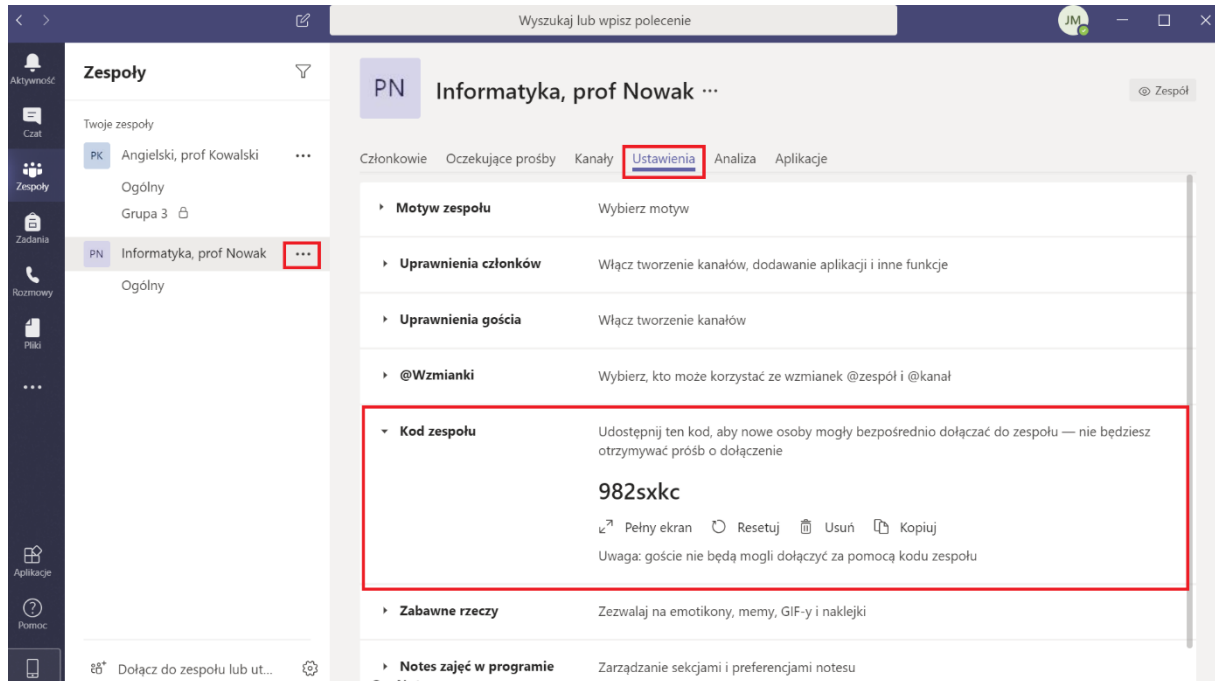 Wyszukaj lub wpisz polecenie
JM
Aktywność
Czat
Zespoły
Zadania
Rozmowy
Pliki
Aplikacje
Pomoc
Zespoły
Twoje zespoły
PK Angielski, prof Kowalski
Ogólny
Grupa 3
PN Informatyka, prof Nowak
Ogólny
Dołącz do zespołu lub ut...
PN Informatyka, prof Nowak ...
Zespół
Członkowie Oczekujące prośby Kanały Ustawienia Analiza Aplikacje
Motyw zespołu Wybierz motyw
Uprawnienia członków Włącz tworzenie kanałów, dodawanie aplikacji i inne funkcje
Uprawnienia gościa Włącz tworzenie kanałów
@Wzmianki Wybierz, kto może korzystać ze wzmianek @zespół i @kanał
Kod zespołu Udostępnij ten kod, aby nowe osoby mogły bezpośrednio dołączać do zespołu — nie będziesz
otrzymywać próśb o dołączenie
982sxkc
Pełny ekran Resetuj Usuń Kopiuj
Uwaga: goście nie będą mogli dołączyć za pomocą kodu zespołu
Zabawne rzeczy Zezwalaj na emotikony, memy, GIF-y i naklejki
Notes zajęć w programie Zarządzanie sekcjami i preferencjami notesu